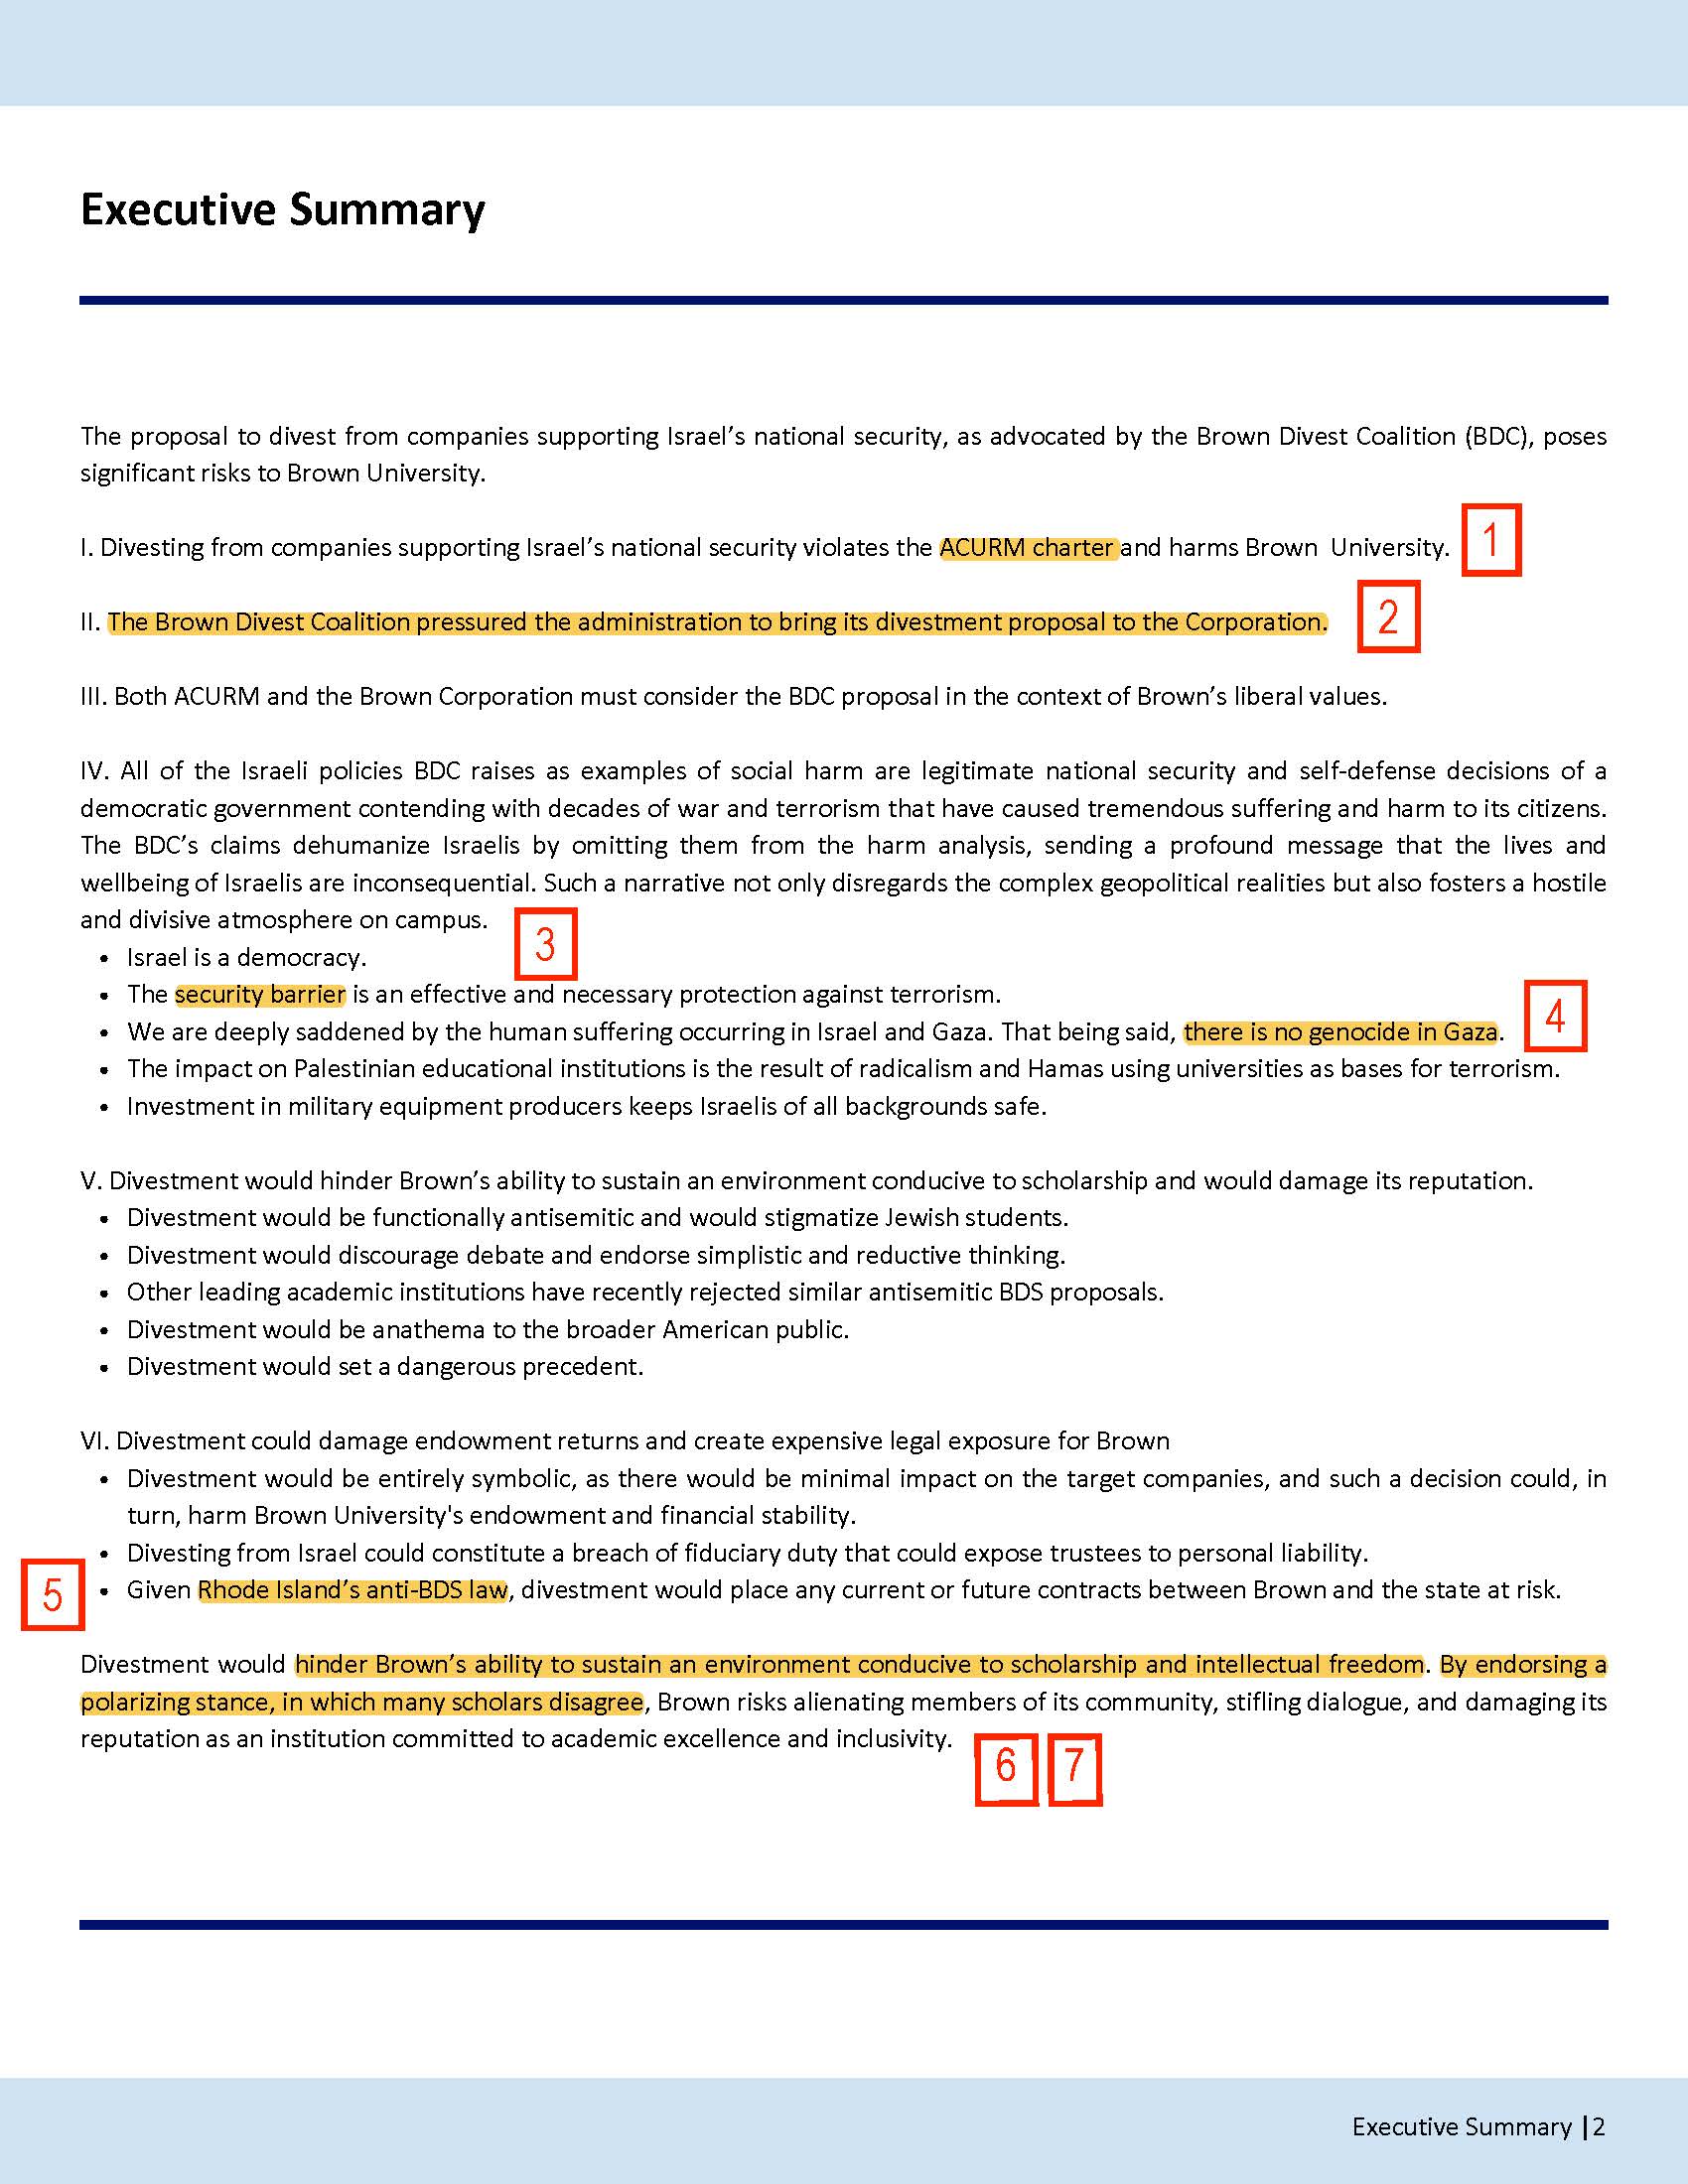 Executive Summary
The proposal to divest from companies supporting Israel’s national security, as advocated by the Brown Divest Coalition (BDC), poses
significant risks to Brown University.
I. Divesting from companies supporting Israel’s national security violates the ACURM charter and harms Brown University. 1
II. The Brown Divest Coalition pressured the administration to bring its divestment proposal to the Corporation. 2
III. Both ACURM and the Brown Corporation must consider the BDC proposal in the context of Brown’s liberal values.
IV. All of the Israeli policies BDC raises as examples of social harm are legitimate national security and self-defense decisions of a
democratic government contending with decades of war and terrorism that have caused tremendous suffering and harm to its citizens.
The BDC’s claims dehumanize Israelis by omitting them from the harm analysis, sending a profound message that the lives and
wellbeing of Israelis are inconsequential. Such a narrative not only disregards the complex geopolitical realities but also fosters a hostile
and divisive atmosphere on campus.
3
• Israel is a democracy.
• The security barrier is an effective and necessary protection against terrorism.
• We are deeply saddened by the human suffering occurring in Israel and Gaza. That being said, there is no genocide in Gaza. 4
• The impact on Palestinian educational institutions is the result of radicalism and Hamas using universities as bases for terrorism.
• Investment in military equipment producers keeps Israelis of all backgrounds safe.
V. Divestment would hinder Brown’s ability to sustain an environment conducive to scholarship and would damage its reputation.
• Divestment would be functionally antisemitic and would stigmatize Jewish students.
• Divestment would discourage debate and endorse simplistic and reductive thinking.
• Other leading academic institutions have recently rejected similar antisemitic BDS proposals.
• Divestment would be anathema to the broader American public.
• Divestment would set a dangerous precedent.
VI. Divestment could damage endowment returns and create expensive legal exposure for Brown
• Divestment would be entirely symbolic, as there would be minimal impact on the target companies, and such a decision could, in
turn, harm Brown University's endowment and financial stability.
• Divesting from Israel could constitute a breach of fiduciary duty that could expose trustees to personal liability.
5 • Given Rhode Island’s anti-BDS law, divestment would place any current or future contracts between Brown and the state at risk.
Divestment would hinder Brown’s ability to sustain an environment conducive to scholarship and intellectual freedom. By endorsing a
polarizing stance, in which many scholars disagree, Brown risks alienating members of its community, stifling dialogue, and damaging its
reputation as an institution committed to academic excellence and inclusivity.
6 7
Executive Summary |2